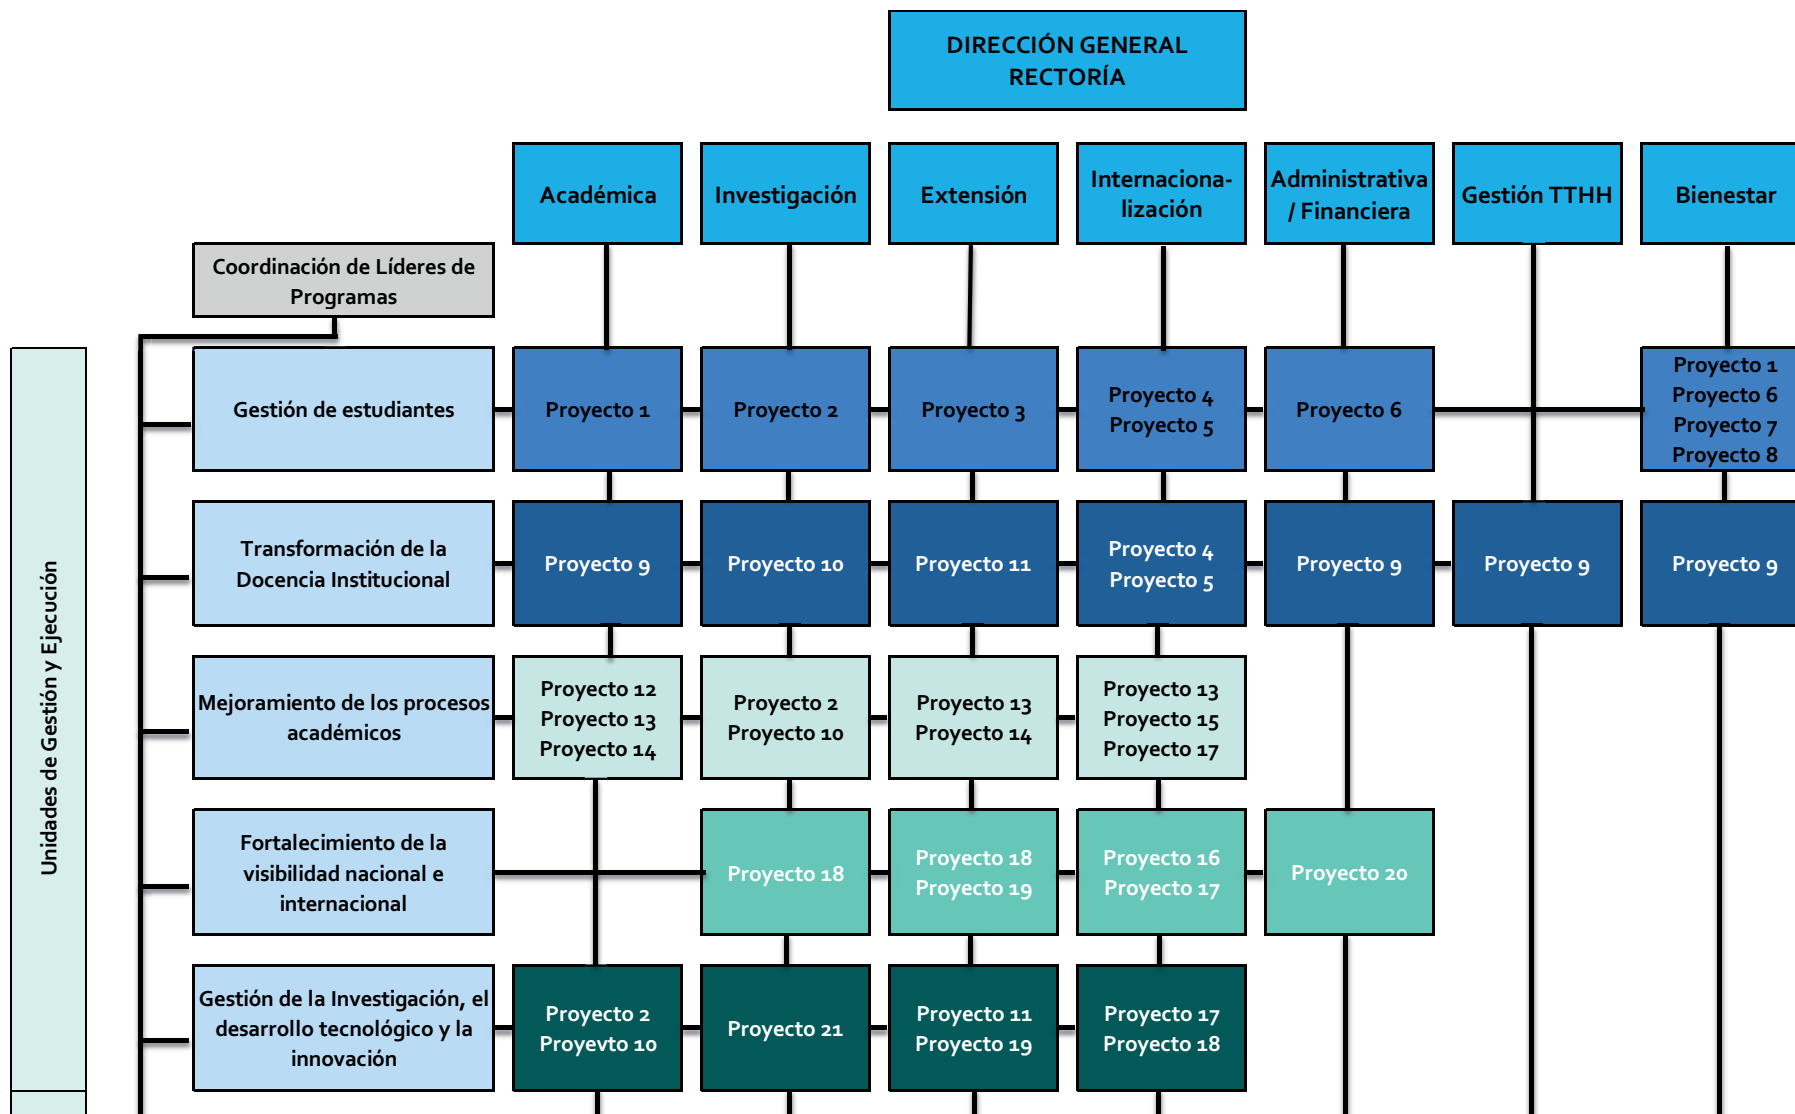 DIRECCIÓN GENERAL
RECTORÍA
Académica
Investigación
Extensión
Internaciona-
lización
Administrativa
/ Financiera
Gestión TTHH
Bienestar
Coordinación de Líderes de
Programas
Unidades de Gestión y Ejecución
Gestión de estudiantes
Proyecto 1
Proyecto 2
Proyecto 3
Proyecto 4
Proyecto 5
Proyecto 6
Proyecto 1
Proyecto 6
Proyecto 7
Proyecto 8
Transformación de la
Docencia Institucional
Proyecto 9
Proyecto 10
Proyecto 11
Proyecto 4
Proyecto 5
Proyecto 9
Proyecto 9
Proyecto 9
Mejoramiento de los procesos
académicos
Proyecto 12
Proyecto 13
Proyecto 14
Proyecto 2
Proyecto 10
Proyecto 13
Proyecto 14
Proyecto 13
Proyecto 15
Proyecto 17
Fortalecimiento de la
visibilidad nacional e
internacional
Proyecto 18
Proyecto 18
Proyecto 19
Proyecto 16
Proyecto 17
Proyecto 20
Gestión de la Investigación, el
desarrollo tecnológico y la
innovación
Proyecto 2
Proyevto 10
Proyecto 21
Proyecto 11
Proyecto 19
Proyecto 17
Proyecto 18